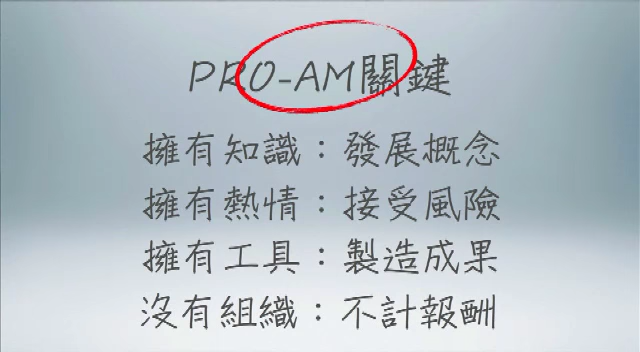 PRO-AM關鍵
擁有知識：發展概念
擁有熱情：接受風險
擁有工具：製造成果
沒有組織：不計報酬